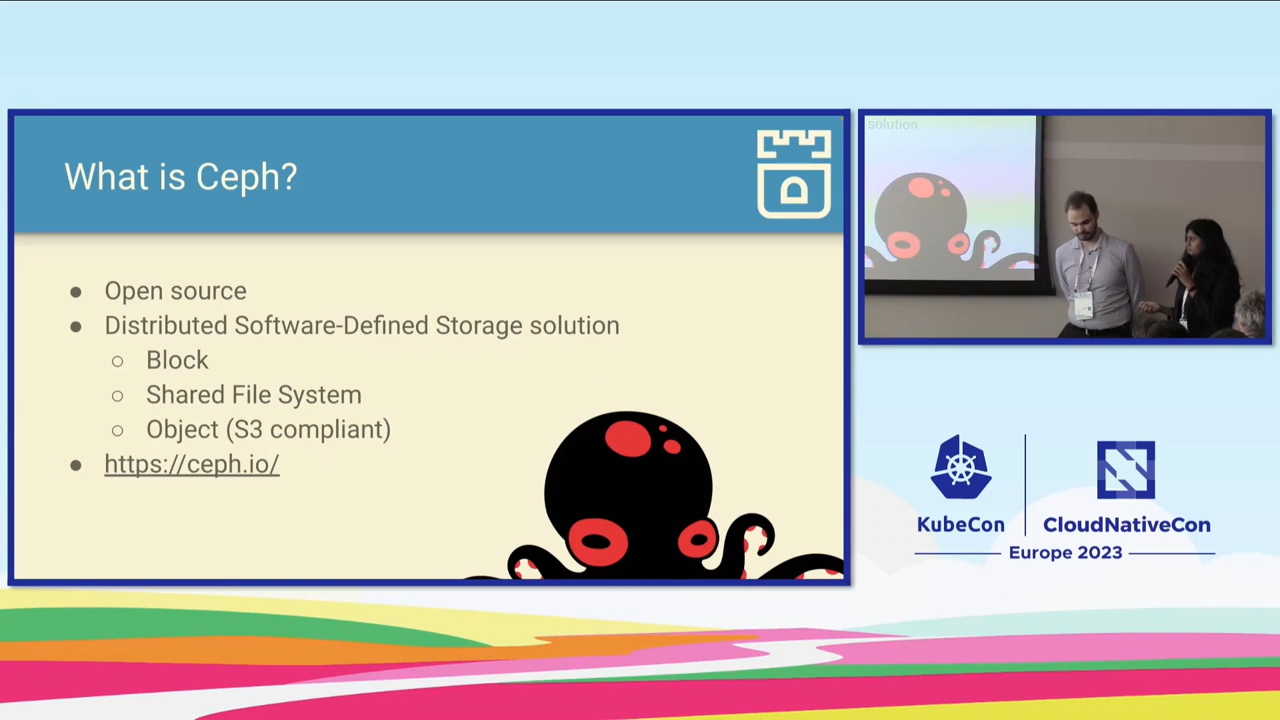 What is Ceph?
● Open source
● Distributed Software-Defined Storage solution
○ Block
○ Shared File System
○ Object (S3 compliant)
● https://ceph.io/
solution
KubeCon
CloudNativeCon
Europe 2023